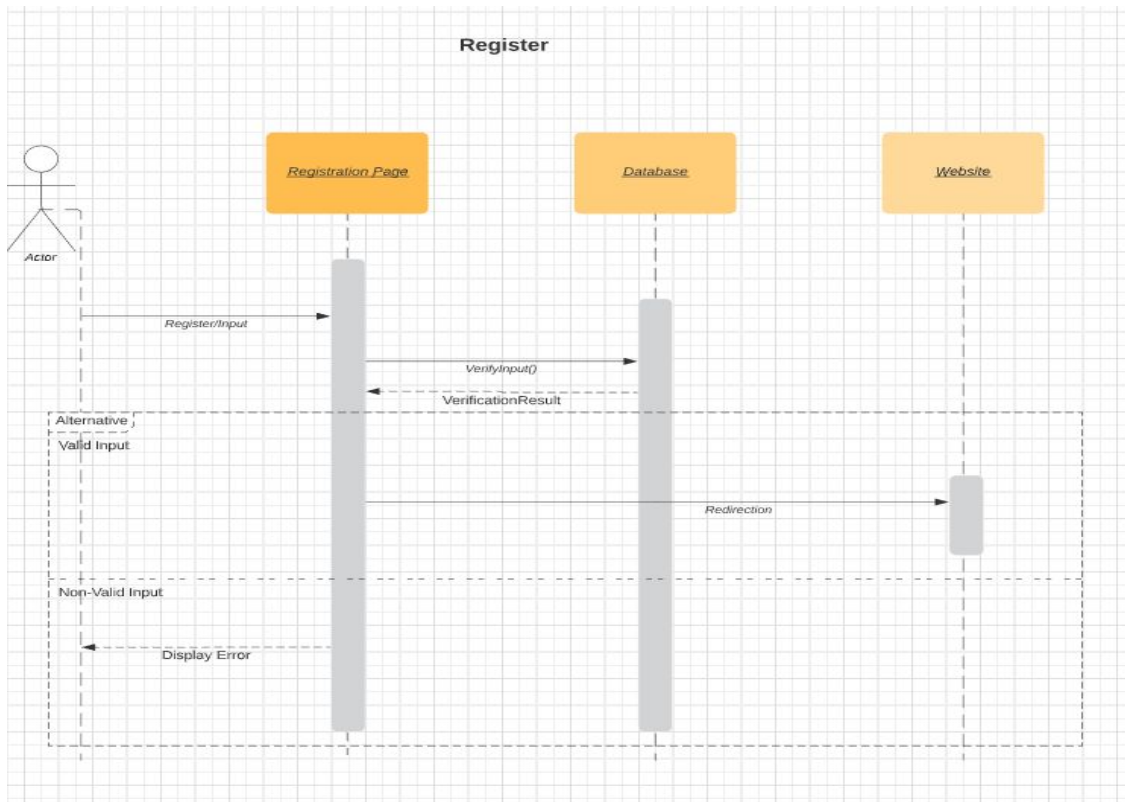 Register
Registration Page
Database
Website
Actor
Register/Input
VerifyInput()
VerificationResult
Alternative
Valid Input
Redirection
Non-Valid Input
Display Error